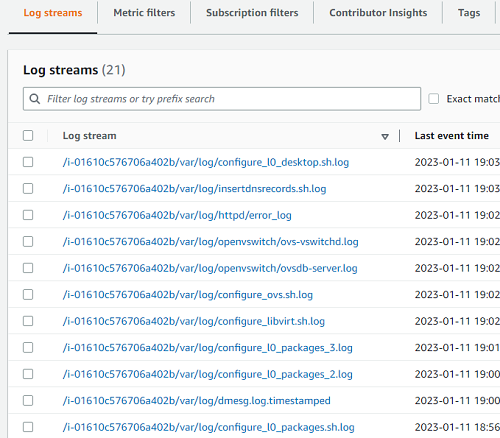 Log streams Metric filters Subscription filters Contributor Insights Tags
Log streams (21)
Filter log streams or try prefix search Exact match
Log stream Last event time
/i-01610c576706a402b/var/log/configure_l0_desktop.sh.log 2023-01-11 19:03
/i-01610c576706a402b/var/log/insertdnsrecords.sh.log 2023-01-11 19:03
/i-01610c576706a402b/var/log/httpd/error_log 2023-01-11 19:02
/i-01610c576706a402b/var/log/openvswitch/ovs-vswitchd.log 2023-01-11 19:02
/i-01610c576706a402b/var/log/openvswitch/ovsdb-server.log 2023-01-11 19:02
/i-01610c576706a402b/var/log/configure_ovs.sh.log 2023-01-11 19:02
/i-01610c576706a402b/var/log/configure_libvirt.sh.log 2023-01-11 19:02
/i-01610c576706a402b/var/log/configure_l0_packages_3.log 2023-01-11 19:01
/i-01610c576706a402b/var/log/configure_l0_packages_2.log 2023-01-11 19:00
/i-01610c576706a402b/var/log/dmesg.log.timestamped 2023-01-11 19:00
/i-01610c576706a402b/var/log/configure_l0_packages.sh.log 2023-01-11 18:56